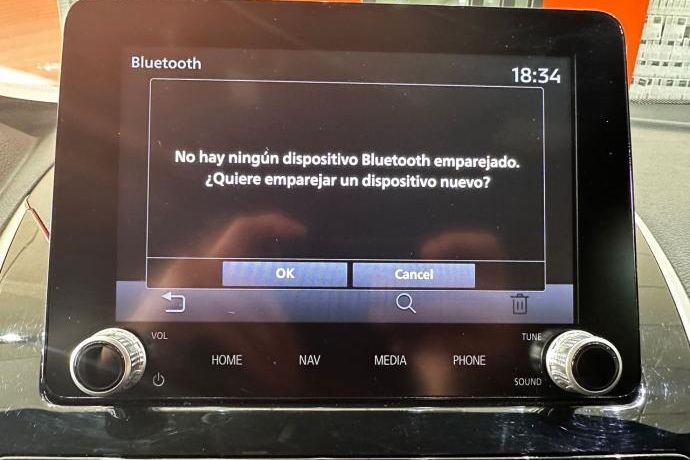 Bluetooth
18:34
No hay ningún dispositivo Bluetooth emparejado.
¿Quiere emparejar un dispositivo nuevo?
OK
Cancel
VOL
TUNE
HOME
NAV
MEDIA
PHONE
SOUND